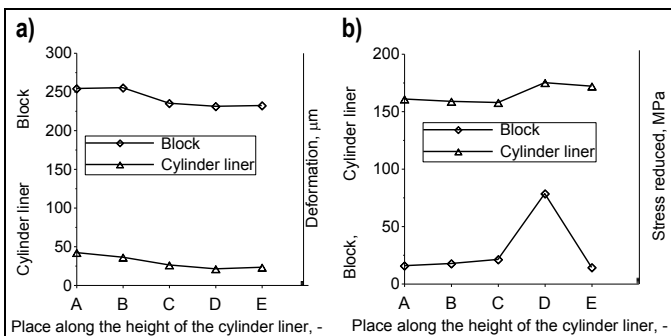 a)
300
250
200
150
100
50
0
Block
Cylinder liner
Block
Cylinder liner
Deformation, μm
A B C D E
Place along the height of the cylinder liner, -
b)
200
150
100
50
0
Block, Cylinder liner
Block
Cylinder liner
Stress reduced, MPa
A B C D E
Place along the height of the cylinder liner, -